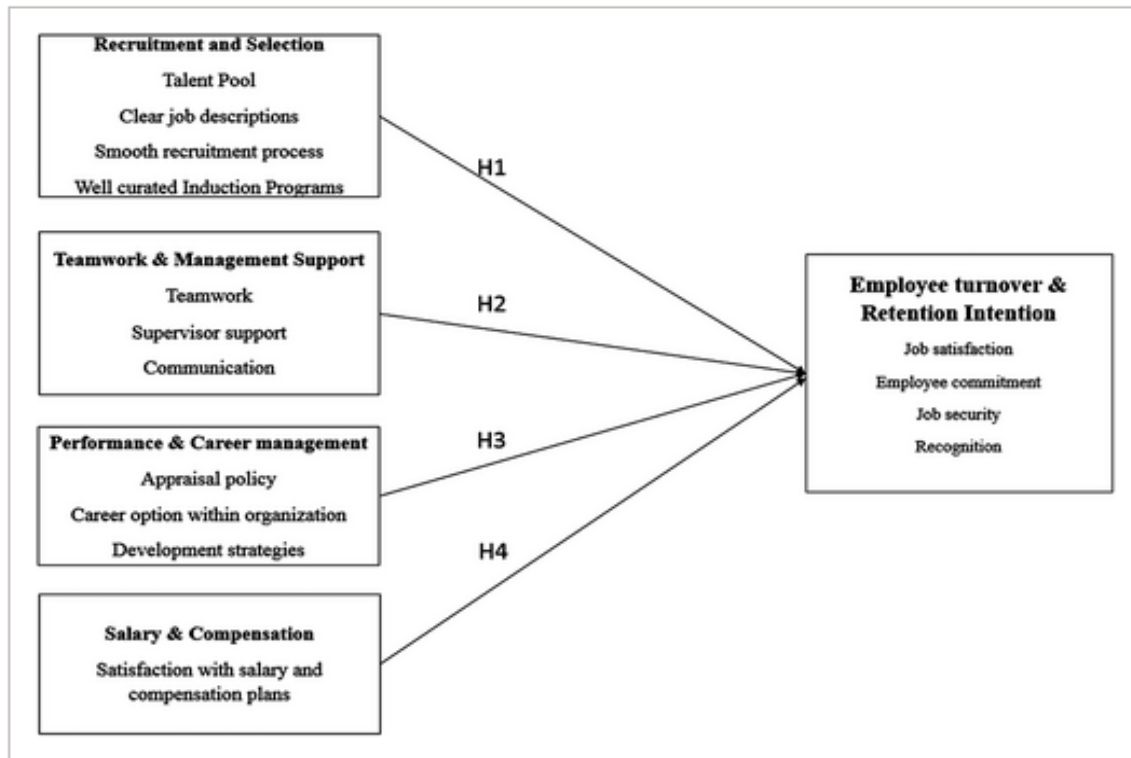 Recruitment and Selection
Talent Pool
Clear job descriptions
Smooth recruitment process
Well curated Induction Programs
H1
Teamwork & Management Support
Teamwork
Supervisor support
Communication
H2
Performance & Career management
Appraisal policy
Career option within organization
Development strategies
H3
Salary & Compensation
Satisfaction with salary and
compensation plans
H4
Employee turnover &
Retention Intention
Job satisfaction
Employee commitment
Job security
Recognition